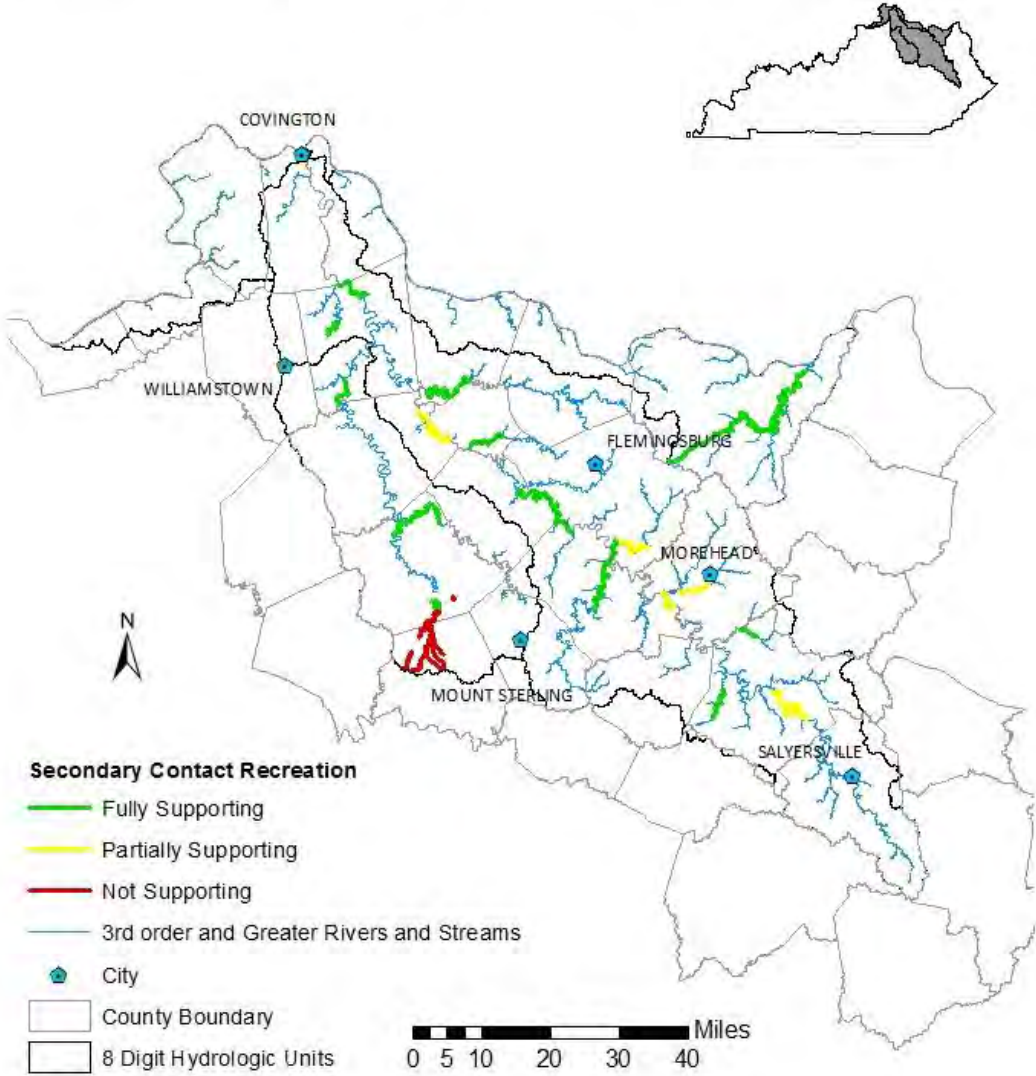 COVINGTON
WILLIAMSTOWN
FLEMINGSBURG
MOREHEAD
N
MOUNT STERLING
SALYERSVILLE
Secondary Contact Recreation
Fully Supporting
Partially Supporting
Not Supporting
3rd order and Greater Rivers and Streams
City
County Boundary
8 Digit Hydrologic Units
Miles
0 5 10 20 30 40